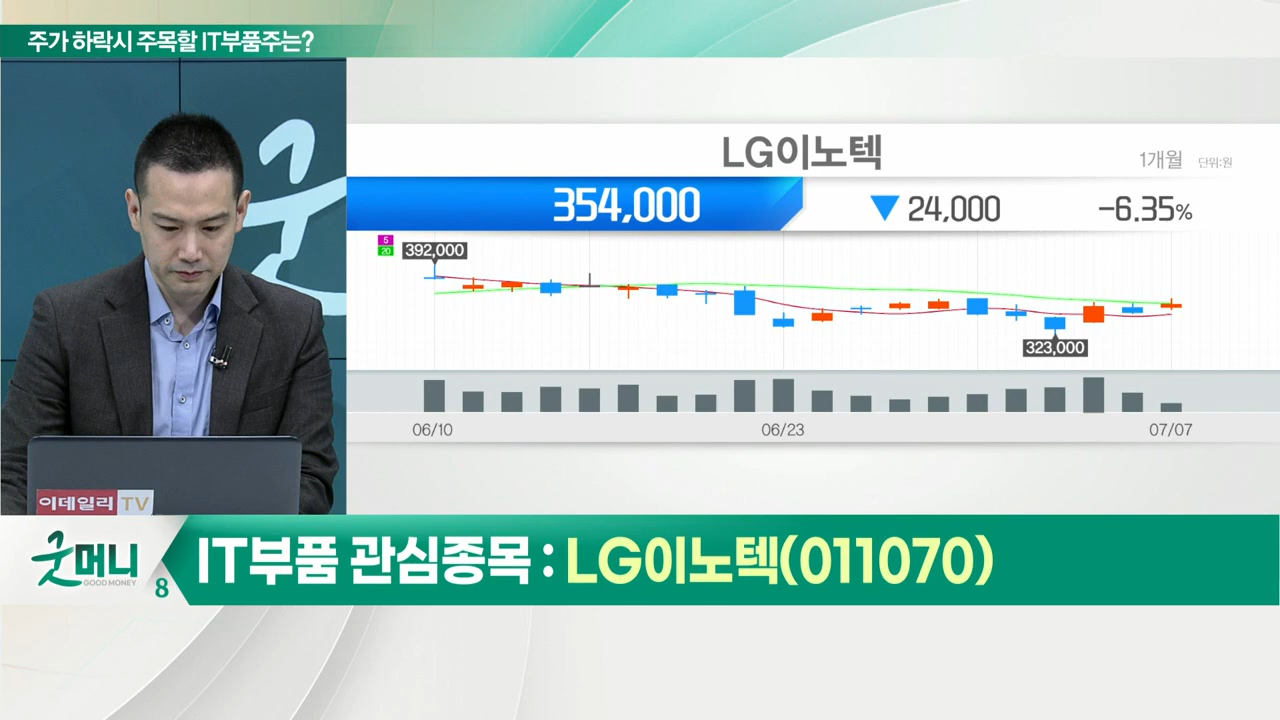 주가 하락시 주목할 IT부품주는?
LG이노텍
1개월 단위:원
354,000 ▼ 24,000 -6.35%
5
20
392,000
323,000
06/10 06/23 07/07
이데일리 TV
굿머니
GOOD MONEY
8
IT부품 관심종목 : LG이노텍(011070)